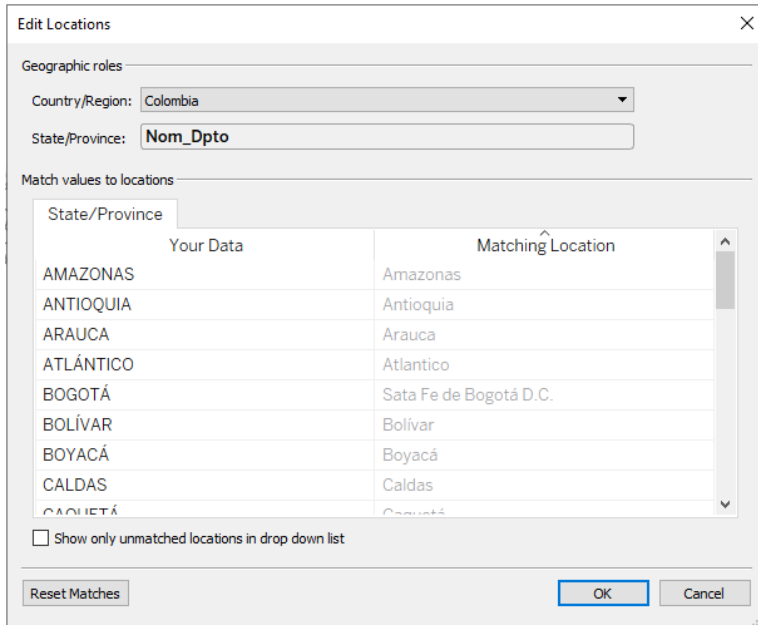 Edit Locations
Geographic roles
Country/Region: Colombia
State/Province: Nom_Dpto
Match values to locations
State/Province
Your Data Matching Location
AMAZONAS Amazonas
ANTIOQUIA Antioquia
ARAUCA Arauca
ATLÁNTICO Atlantico
BOGOTÁ Sata Fe de Bogotá D.C.
BOLÍVAR Bolívar
BOYACÁ Boyacá
CALDAS Caldas
CAQUETÁ Caquetá
Show only unmatched locations in drop down list
Reset Matches OK Cancel